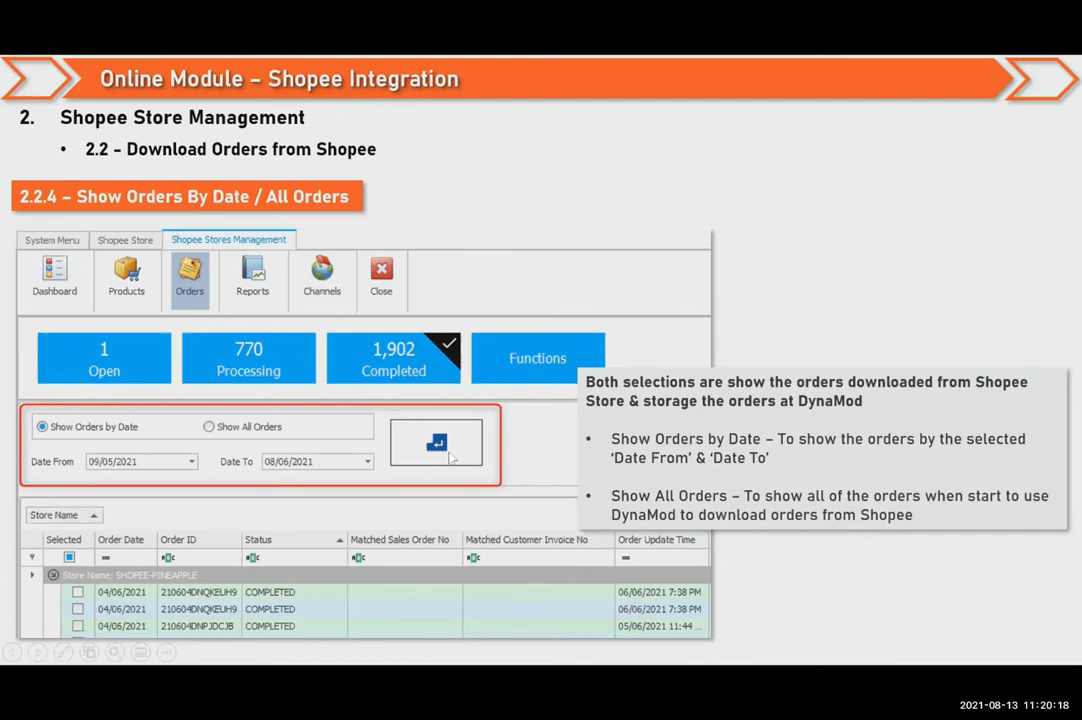 Online Module – Shopee Integration
2. Shopee Store Management
• 2.2 - Download Orders from Shopee
2.2.4 – Show Orders By Date / All Orders
System Menu Shopee Store Shopee Stores Management
Dashboard Products Orders Reports Channels Close
1 770 1,902
Open Processing Completed Functions
Both selections are show the orders downloaded from Shopee
Store & storage the orders at DynaMod
• Show Orders by Date – To show the orders by the selected
‘Date From’ & ‘Date To’
• Show All Orders – To show all of the orders when start to use
DynaMod to download orders from Shopee
Show Orders by Date Show All Orders
Date From 09/05/2021 Date To 08/06/2021
Store Name
Selected Order Date Order ID Status Matched Sales Order No Matched Customer Invoice No Order Update Time
Store Name: SHOPEE-PINEAPPLE
04/06/2021 210604DNQKEUH9 COMPLETED 06/06/2021 7:38 PM
04/06/2021 210604DNQKEUH9 COMPLETED 06/06/2021 7:38 PM
04/06/2021 210604DNPJDCJB COMPLETED 05/06/2021 11:44 ...
2021-08-13 11:20:18